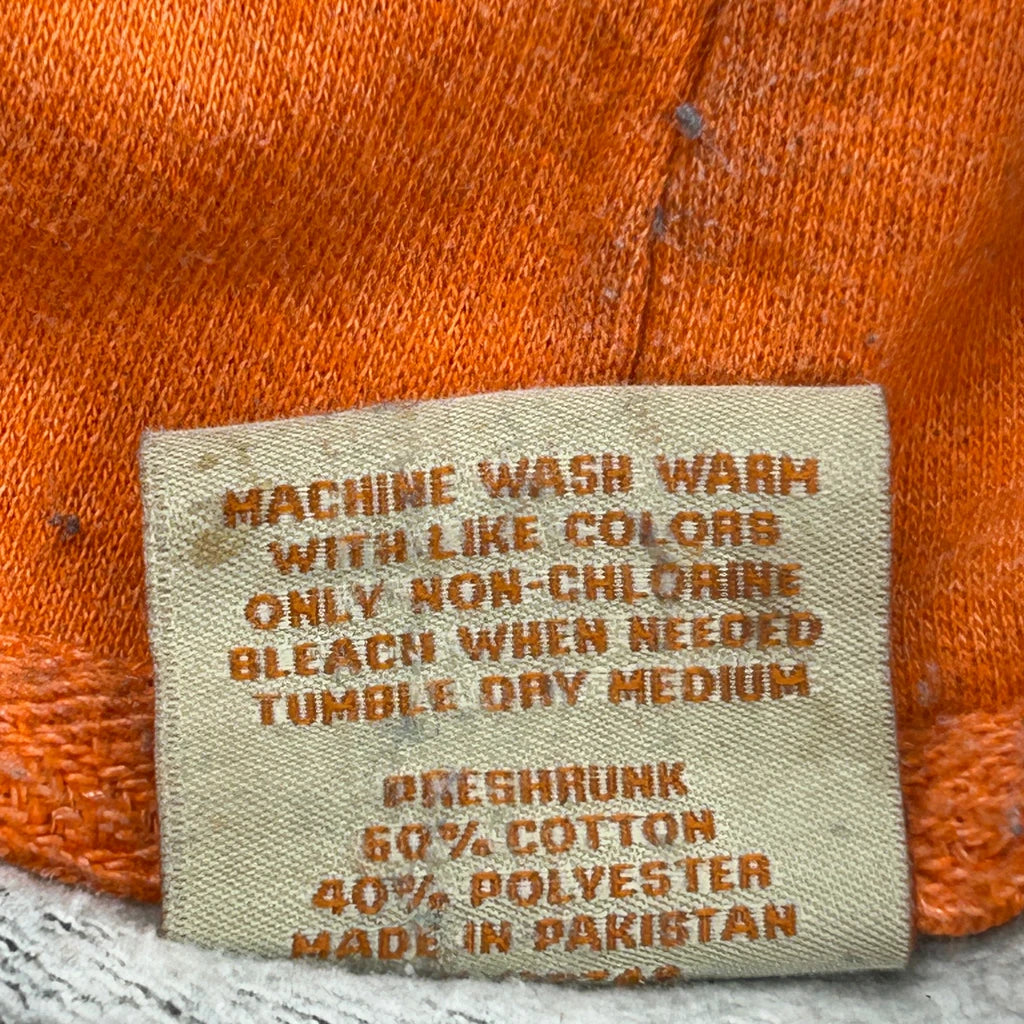 MACHINE WASH WARM
WITH LIKE COLORS
ONLY NON-CHLORINE
BLEACH WHEN NEEDED
TUMBLE DRY MEDIUM
PRESHRUNK
60% COTTON
40% POLYESTER
MADE IN PAKISTAN